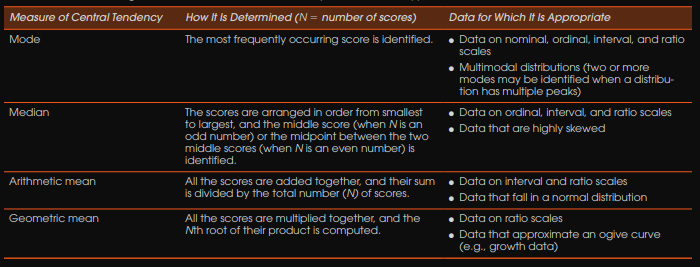 Measure of Central Tendency How It Is Determined (N = number of scores) Data for Which It Is Appropriate
Mode
The most frequently occurring score is identified.
• Data on nominal, ordinal, interval, and ratio
scales
• Multimodal distributions (two or more
modes may be identified when a distribu-
tion has multiple peaks)
Median
The scores are arranged in order from smallest
to largest, and the middle score (when N is an
odd number) or the midpoint between the two
middle scores (when N is an even number) is
identified.
• Data on ordinal, interval, and ratio scales
• Data that are highly skewed
Arithmetic mean
All the scores are added together, and their sum
is divided by the total number (N) of scores.
• Data on interval and ratio scales
• Data that fall in a normal distribution
Geometric mean
All the scores are multiplied together, and the
Nth root of their product is computed.
• Data on ratio scales
• Data that approximate an ogive curve
(e.g., growth data)